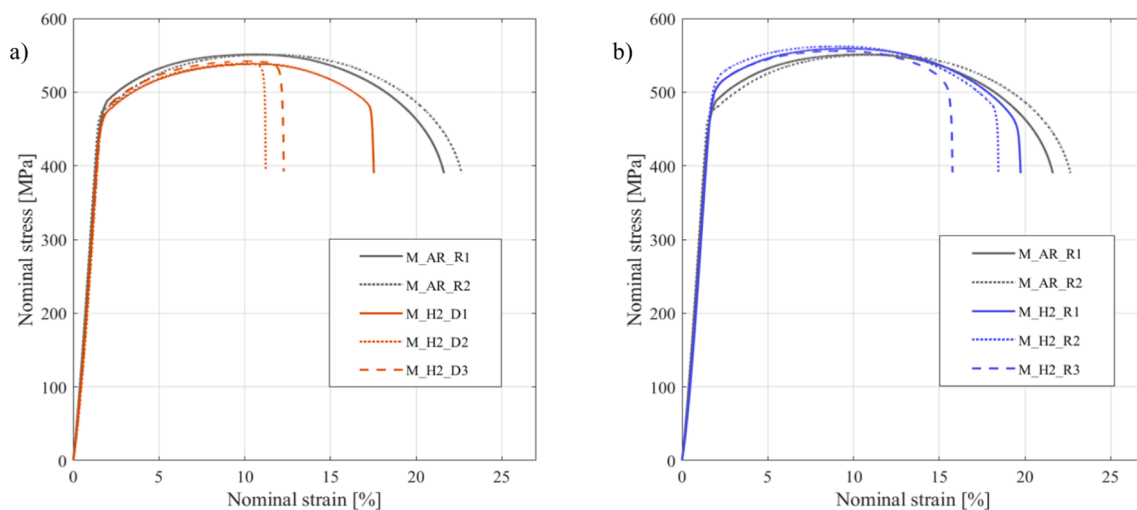 a)
Nominal stress [MPa]
600
500
400
300
200
100
0
0 5 10 15 20 25
Nominal strain [%]
M_AR_R1
M_AR_R2
M_H2_D1
M_H2_D2
M_H2_D3
b)
Nominal stress [MPa]
600
500
400
300
200
100
0
0 5 10 15 20 25
Nominal strain [%]
M_AR_R1
M_AR_R2
M_H2_R1
M_H2_R2
M_H2_R3